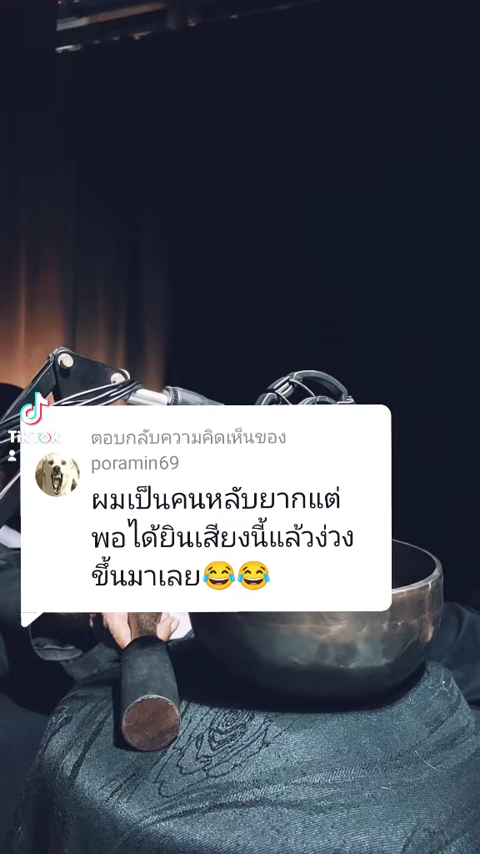 TikTok
ตอบกลับความคิดเห็นของ
poramin69
ผมเป็นคนหลับยากแต่
พอได้ยินเสียงนี้แล้วง่วง
ขึ้นมาเลย😂😂